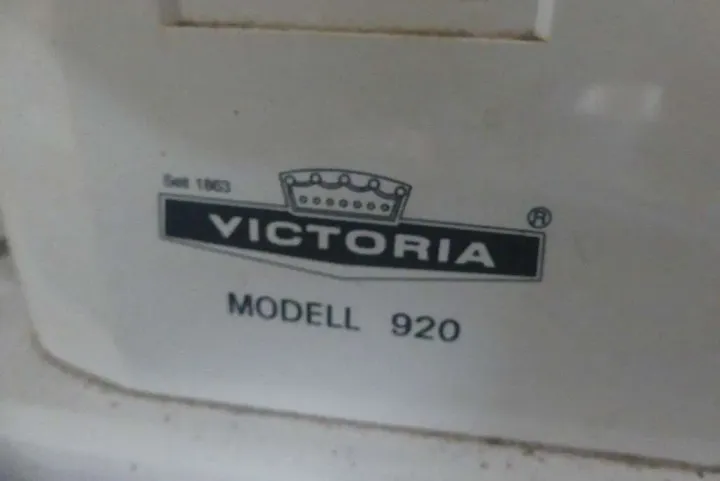 Seit 1863
VICTORIA ®
MODELL 920